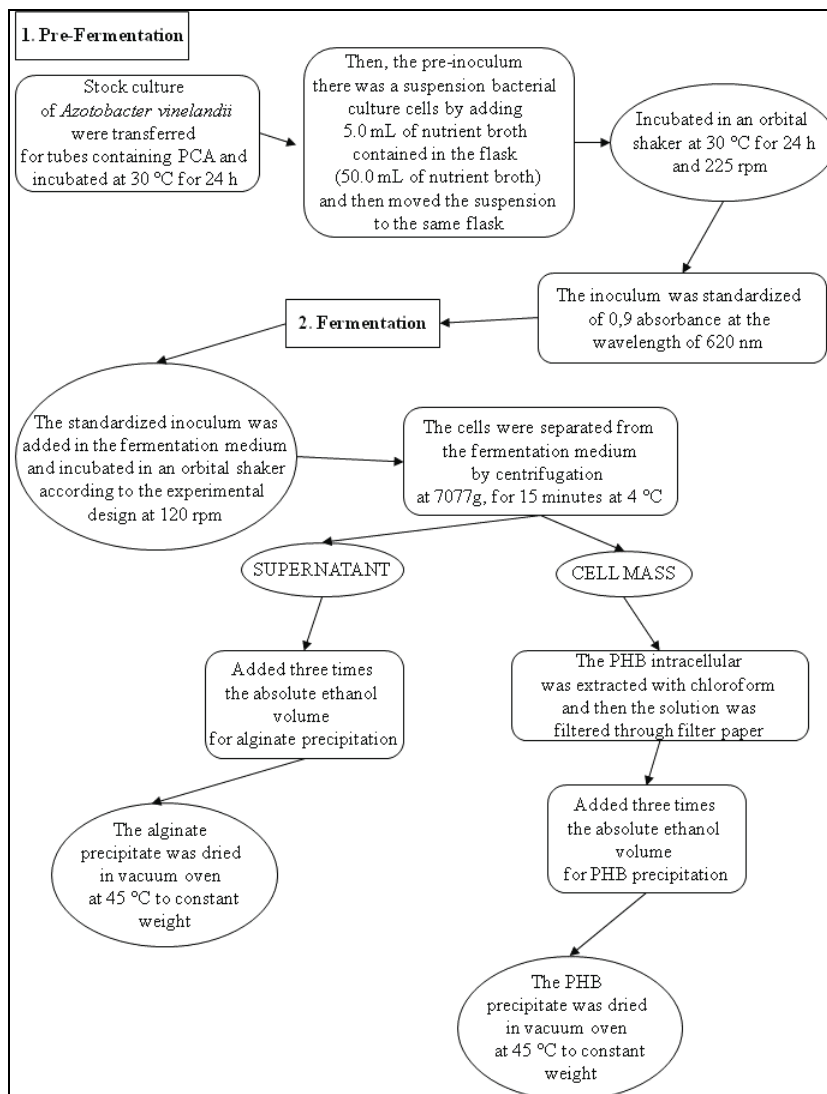 1. Pre-Fermentation
Stock culture
of Azotobacter vinelandii
were transferred
for tubes containing PCA and
incubated at 30 ºC for 24 h
Then, the pre-inoculum
there was a suspension bacterial
culture cells by adding
5.0 mL of nutrient broth
contained in the flask
(50.0 mL of nutrient broth)
and then moved the suspension
to the same flask
Incubated in an orbital
shaker at 30 ºC for 24 h
and 225 rpm
The inoculum was standardized
of 0,9 absorbance at the
wavelength of 620 nm
2. Fermentation
The standardized inoculum was
added in the fermentation medium
and incubated in an orbital shaker
according to the experimental
design at 120 rpm
The cells were separated from
the fermentation medium
by centrifugation
at 7077g, for 15 minutes at 4 ºC
SUPERNATANT
CELL MASS
Added three times
the absolute ethanol
volume
for alginate precipitation
The PHB intracellular
was extracted with chloroform
and then the solution was
filtered through filter paper
The alginate
precipitate was dried
in vacuum oven
at 45 ºC to constant
weight
Added three times
the absolute ethanol
volume
for PHB precipitation
The PHB
precipitate was dried
in vacuum oven
at 45 ºC to constant
weight